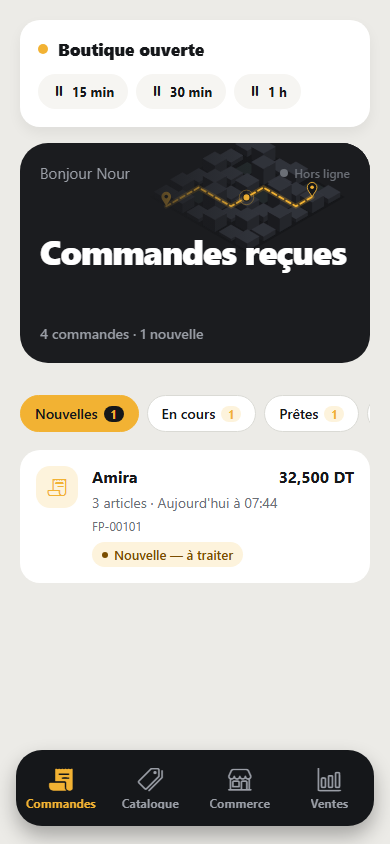 Boutique ouverte
15 min
30 min
1 h
Bonjour Nour
Hors ligne
Commandes reçues
4 commandes · 1 nouvelle
Nouvelles 1
En cours 1
Prêtes 1
Amira
32,500 DT
3 articles · Aujourd'hui à 07:44
FP-00101
Nouvelle — à traiter
Commandes
Catalogue
Commerce
Ventes